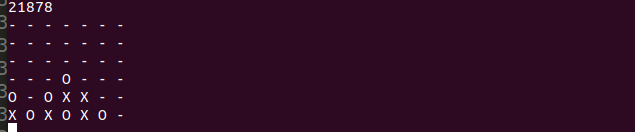 21878
- - - - - - -
- - - - - - -
- - - - - - -
- - - O - - -
O - O X X - -
X O X O X O -